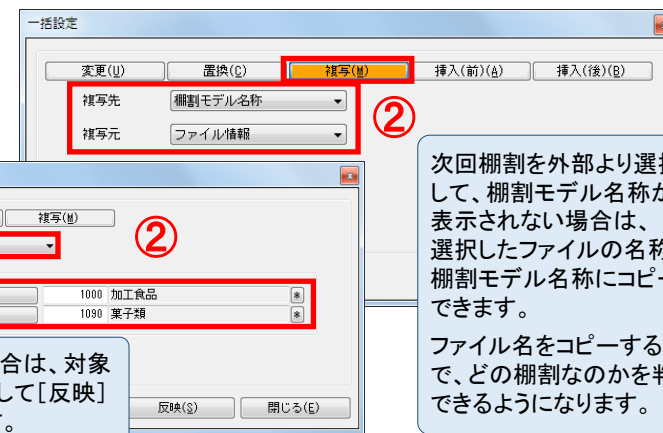 一括設定
変更(U) 置換(C) 複写(M) 挿入(前)(A) 挿入(後)(B)
複写先 棚割モデル名称
複写元 ファイル情報
②
複写(M)
②
1000 加工食品 *
1090 菓子類 *
合は、対象
して[反映]
。
反映(S) 閉じる(E)
次回棚割を外部より選
して、棚割モデル名称が
表示されない場合は、
選択したファイルの名称
棚割モデル名称にコピー
できます。
ファイル名をコピーする
で、どの棚割なのかを
できるようになります。